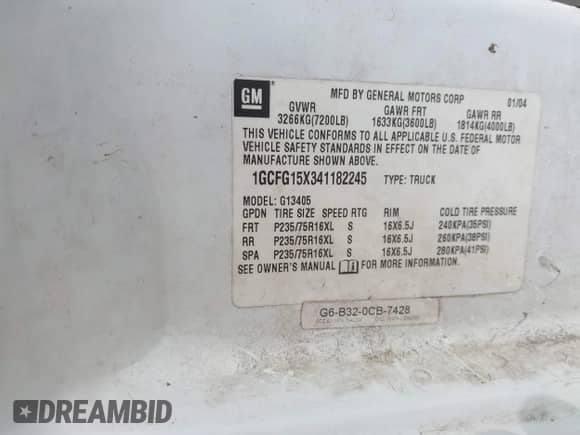 GM
MFD BY GENERAL MOTORS CORP 01/04
GVWR GAWR FRT GAWR RR
3266KG(7200LB) 1633KG(3600LB) 1814KG(4000LB)
THIS VEHICLE CONFORMS TO ALL APPLICABLE U.S. FEDERAL MOTOR
VEHICLE SAFETY STANDARDS IN EFFECT ON THE DATE OF
MANUFACTURE SHOWN ABOVE.
1GCFG15X341182245 TYPE: TRUCK
MODEL: G13405
GPDN TIRE SIZE SPEED RTG RIM COLD TIRE PRESSURE
FRT P235/75R16XL S 16X6.5J 240KPA(35PSI)
RR P235/75R16XL S 16X6.5J 260KPA(38PSI)
SPA P235/75R16XL S 16X6.5J 280KPA(41PSI)
SEE OWNER'S MANUAL FOR MORE INFORMATION.
G6-B32-0CB-7428
DREAMBID